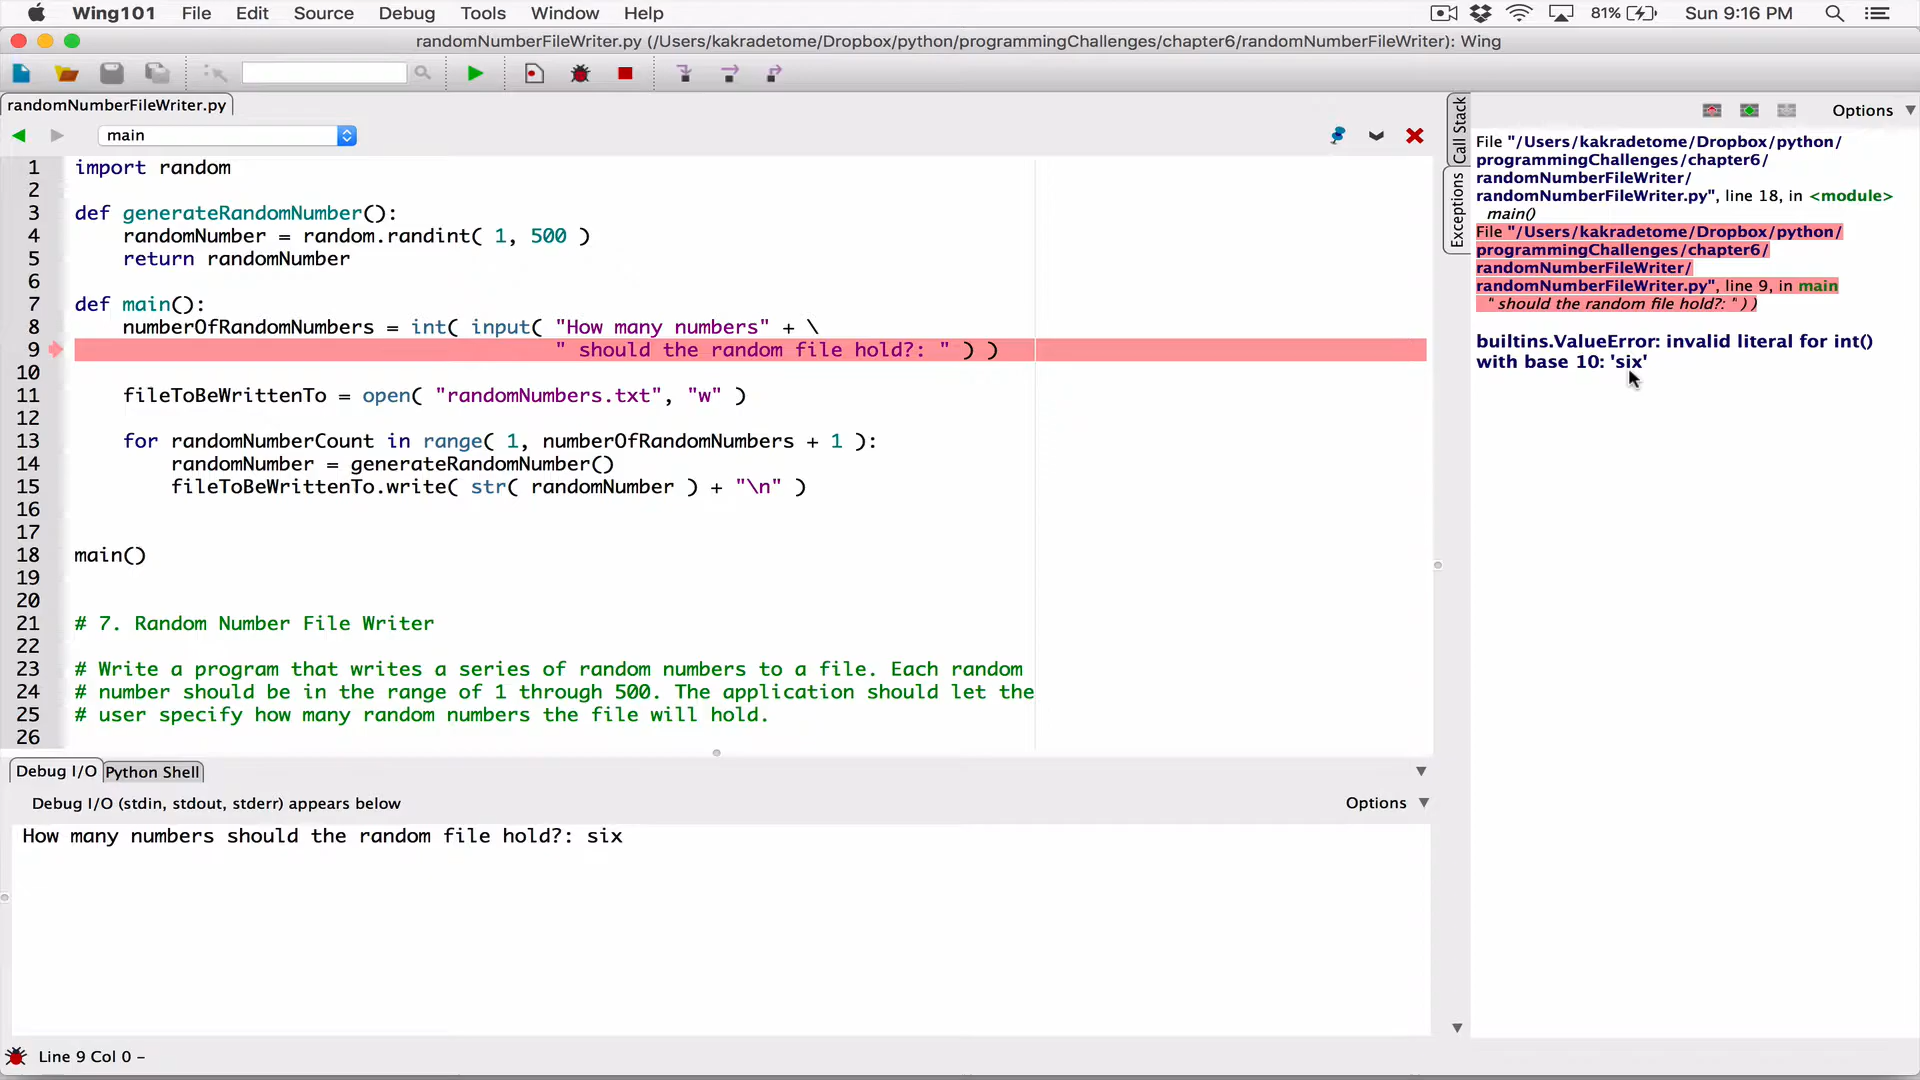 Wing101 File Edit Source Debug Tools Window Help 81% Sun 9:16 PM
randomNumberFileWriter.py (/Users/kakradetome/Dropbox/python/programmingChallenges/chapter6/randomNumberFileWriter): Wing
randomNumberFileWriter.py
main
1 import random
2
3 def generateRandomNumber():
4     randomNumber = random.randint( 1, 500 )
5     return randomNumber
6
7 def main():
8     numberOfRandomNumbers = int( input( "How many numbers" + \
9                                         " should the random file hold?: " ) )
10
11     fileToBeWrittenTo = open( "randomNumbers.txt", "w" )
12
13     for randomNumberCount in range( 1, numberOfRandomNumbers + 1 ):
14         randomNumber = generateRandomNumber()
15         fileToBeWrittenTo.write( str( randomNumber ) + "\n" )
16
17
18 main()
19
20
21 # 7. Random Number File Writer
22
23 # Write a program that writes a series of random numbers to a file. Each random
24 # number should be in the range of 1 through 500. The application should let the
25 # user specify how many random numbers the file will hold.
26
Call Stack
Exceptions
Options
File "/Users/kakradetome/Dropbox/python/
programmingChallenges/chapter6/
randomNumberFileWriter/
randomNumberFileWriter.py", line 18, in <module>
main()
File "/Users/kakradetome/Dropbox/python/
programmingChallenges/chapter6/
randomNumberFileWriter/
randomNumberFileWriter.py", line 9, in main
" should the random file hold?: " ) )
builtins.ValueError: invalid literal for int()
with base 10: 'six'
Debug I/O Python Shell
Debug I/O (stdin, stdout, stderr) appears below
Options
How many numbers should the random file hold?: six
Line 9 Col 0 -